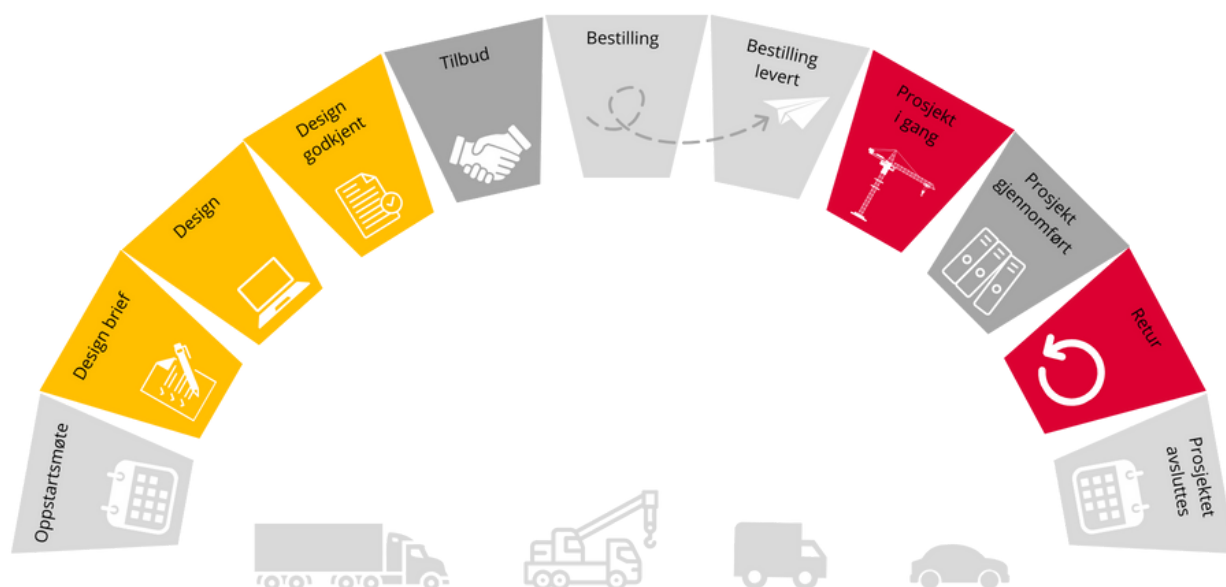 Oppstartsmøte
Design brief
Design
Design
godkjent
Tilbud
Bestilling
Bestilling
levert
Prosjekt
i gang
Prosjekt
gjennomført
Retur
Prosjektet
avsluttes